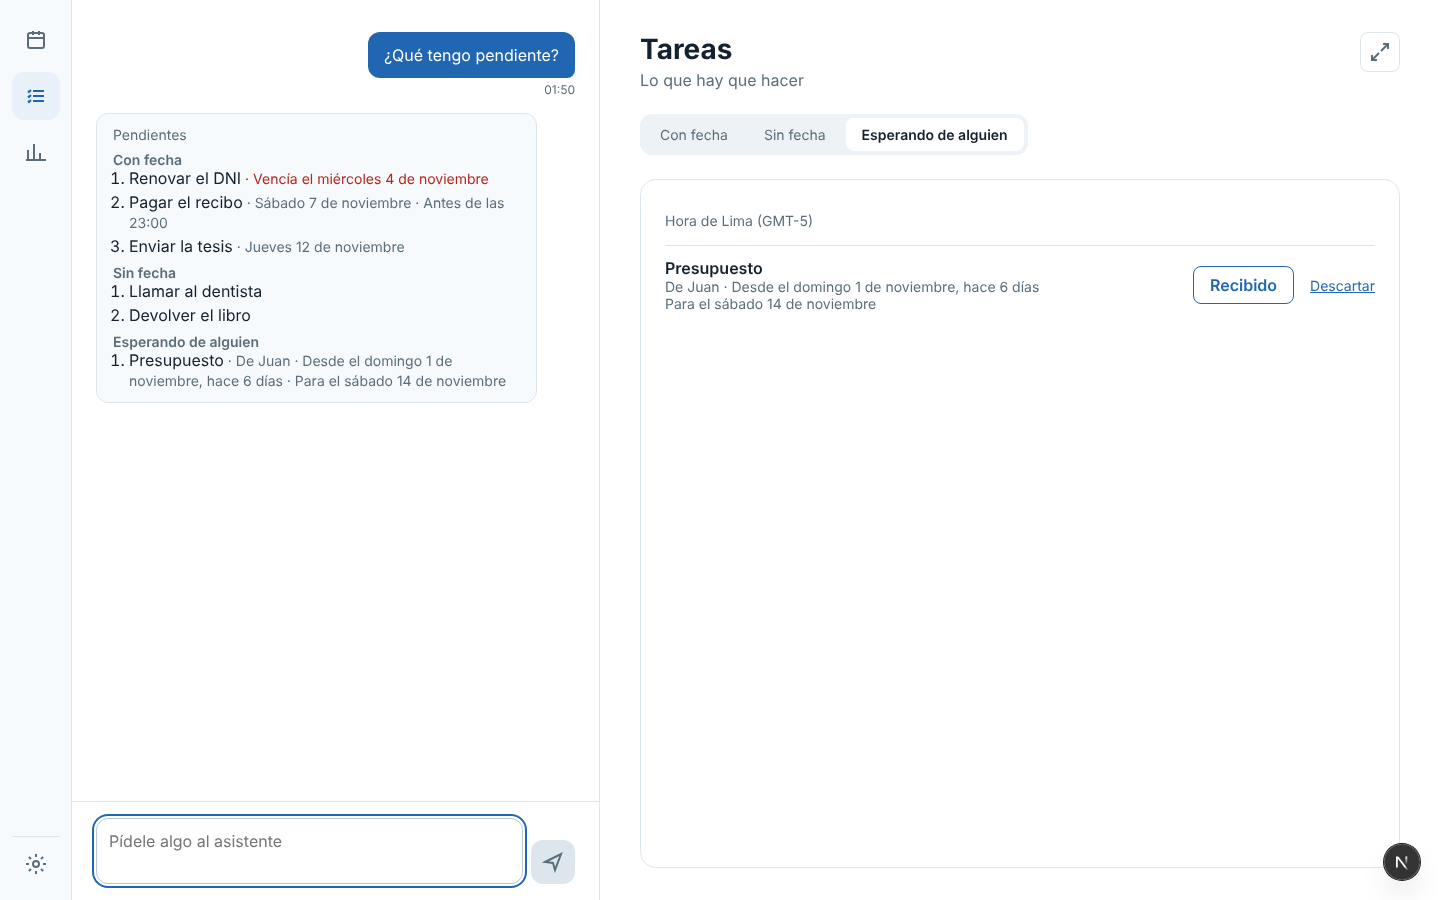 ¿Qué tengo pendiente?
01:50
Pendientes
Con fecha
1. Renovar el DNI · Vencía el miércoles 4 de noviembre
2. Pagar el recibo · Sábado 7 de noviembre · Antes de las
23:00
3. Enviar la tesis · Jueves 12 de noviembre
Sin fecha
1. Llamar al dentista
2. Devolver el libro
Esperando de alguien
1. Presupuesto · De Juan · Desde el domingo 1 de
noviembre, hace 6 días · Para el sábado 14 de noviembre
Pídele algo al asistente
Tareas
Lo que hay que hacer
Con fecha
Sin fecha
Esperando de alguien
Hora de Lima (GMT-5)
Presupuesto
De Juan · Desde el domingo 1 de noviembre, hace 6 días
Para el sábado 14 de noviembre
Recibido
Descartar
N